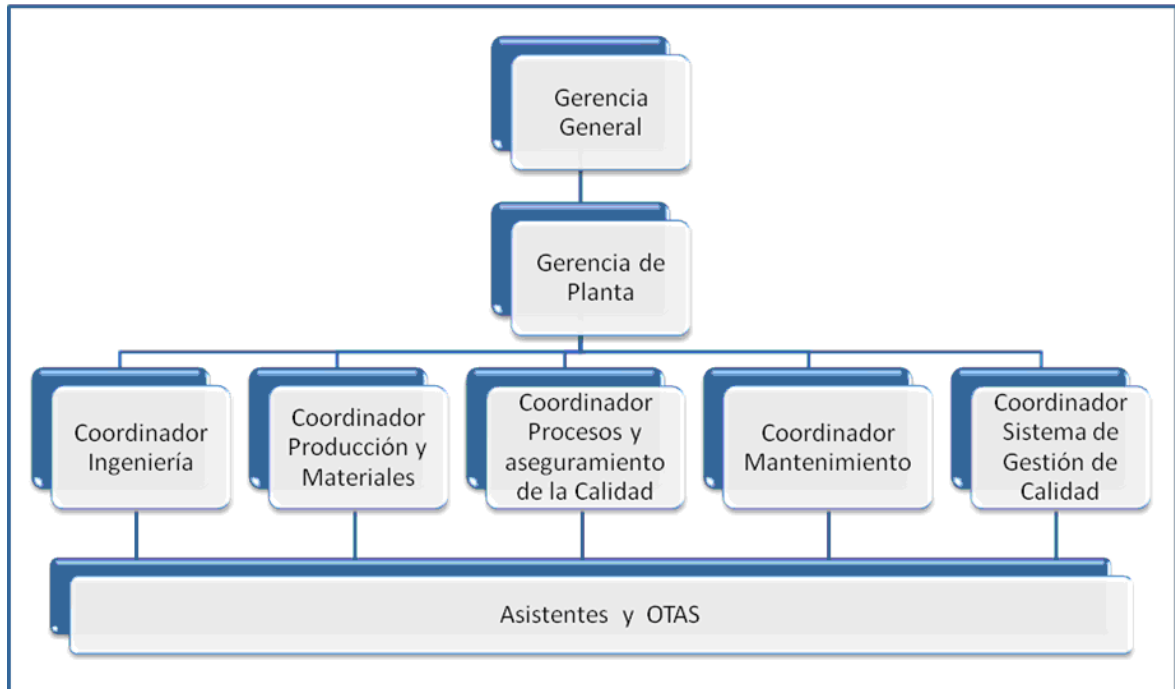 Gerencia
General
Gerencia de
Planta
Coordinador
Ingeniería
Coordinador
Producción y
Materiales
Coordinador
Procesos y
aseguramiento
de la Calidad
Coordinador
Mantenimiento
Coordinador
Sistema de
Gestión de
Calidad
Asistentes y OTAS